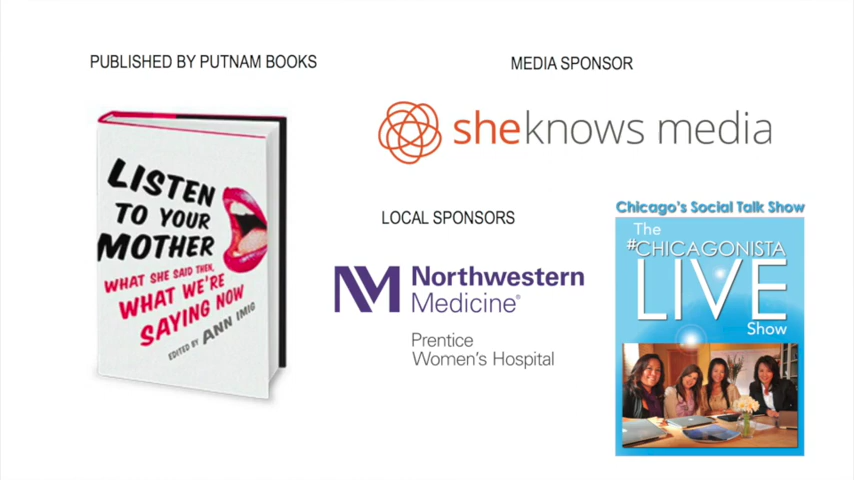 PUBLISHED BY PUTNAM BOOKS
LISTEN
TO YOUR
MOTHER
WHAT SHE SAID THEN,
WHAT WE'RE
SAYING NOW
EDITED BY ANN IMIG
MEDIA SPONSOR
sheknows media
LOCAL SPONSORS
NM Northwestern
Medicine®
Prentice
Women's Hospital
Chicago's Social Talk Show
The
#CHICAGONISTA
LIVE
Show